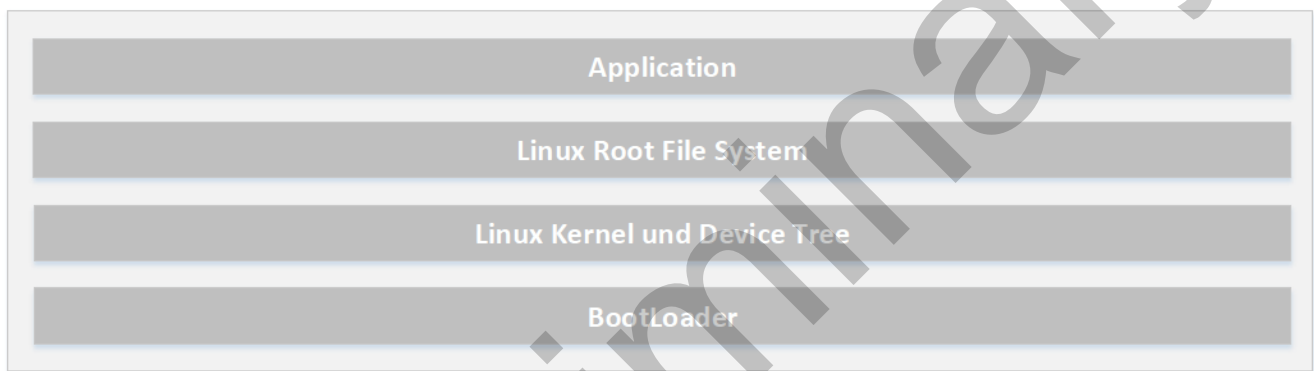 Application
Linux Root File System
Linux Kernel und Device Tree
BootLoader